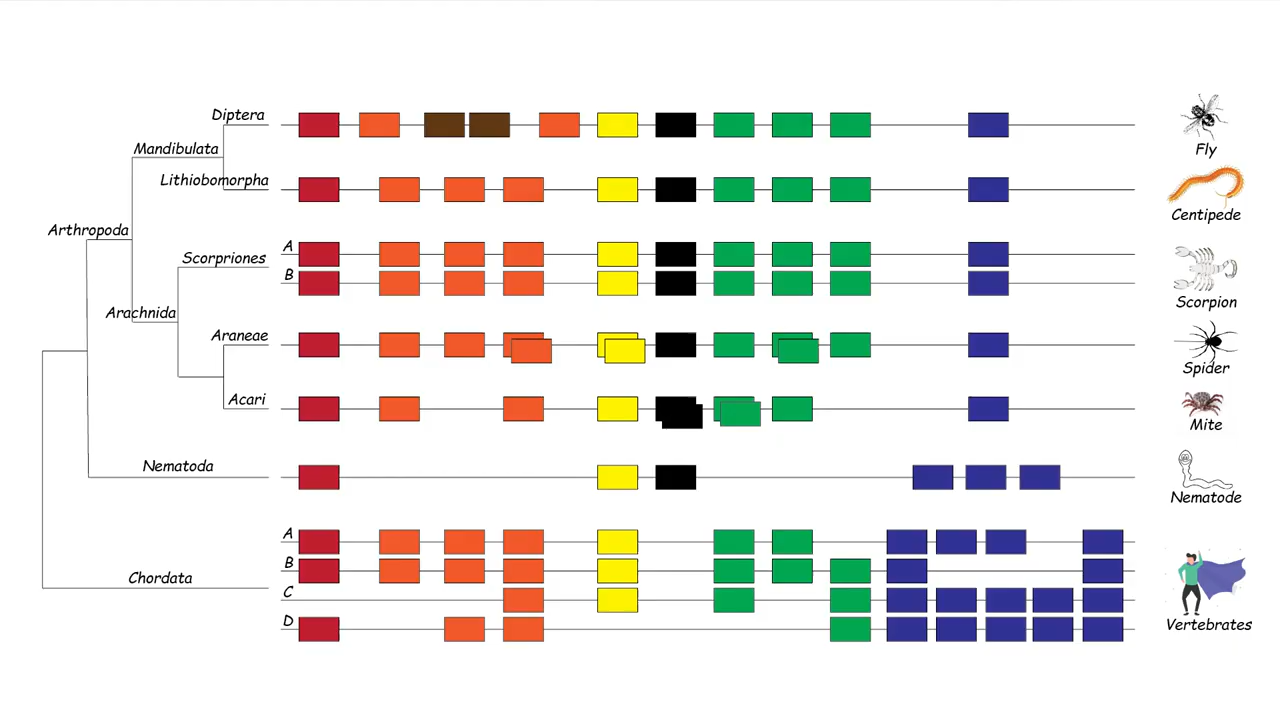 Diptera
Mandibulata
Fly
Lithiobomorpha
Centipede
Arthropoda
A
Scorpriones
B
Scorpion
Arachnida
Araneae
Spider
Acari
Mite
Nematoda
Nematode
A
B
Chordata
C
D
Vertebrates